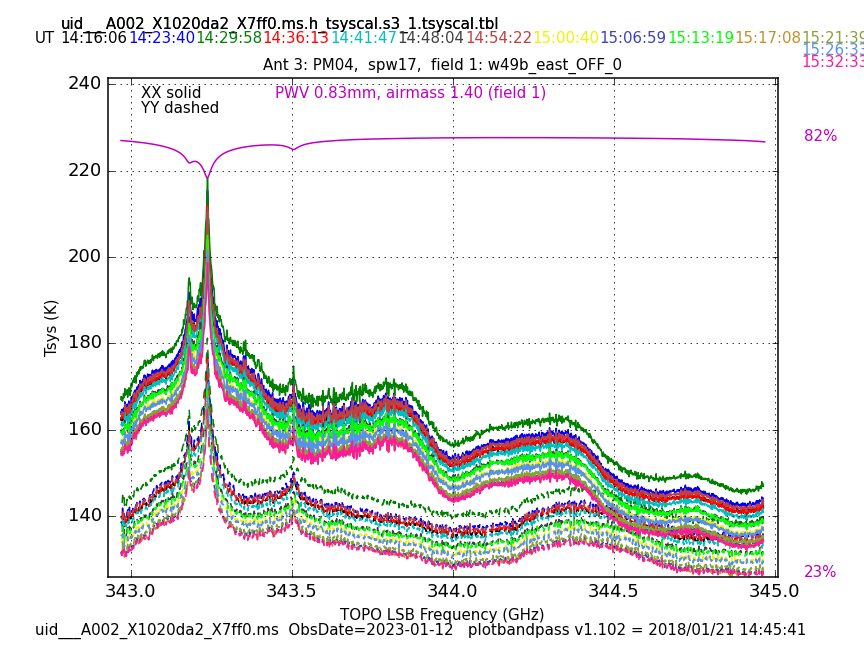 uid___A002_X1020da2_X7ff0.ms.h_tsyscal.s3_1.tsyscal.tbl
UT 14:16:06 14:23:40 14:29:58 14:36:13 14:41:47 14:48:04 14:54:22 15:00:40 15:06:59 15:13:19 15:17:08 15:21:39
15:26:33
15:32:33
Ant 3: PM04, spw17, field 1: w49b_east_OFF_0
XX solid
PWV 0.83mm, airmass 1.40 (field 1)
YY dashed
240
220
200
180
160
140
82%
23%
Tsys (K)
343.0 343.5 344.0 344.5 345.0
TOPO LSB Frequency (GHz)
uid___A002_X1020da2_X7ff0.ms ObsDate=2023-01-12 plotbandpass v1.102 = 2018/01/21 14:45:41